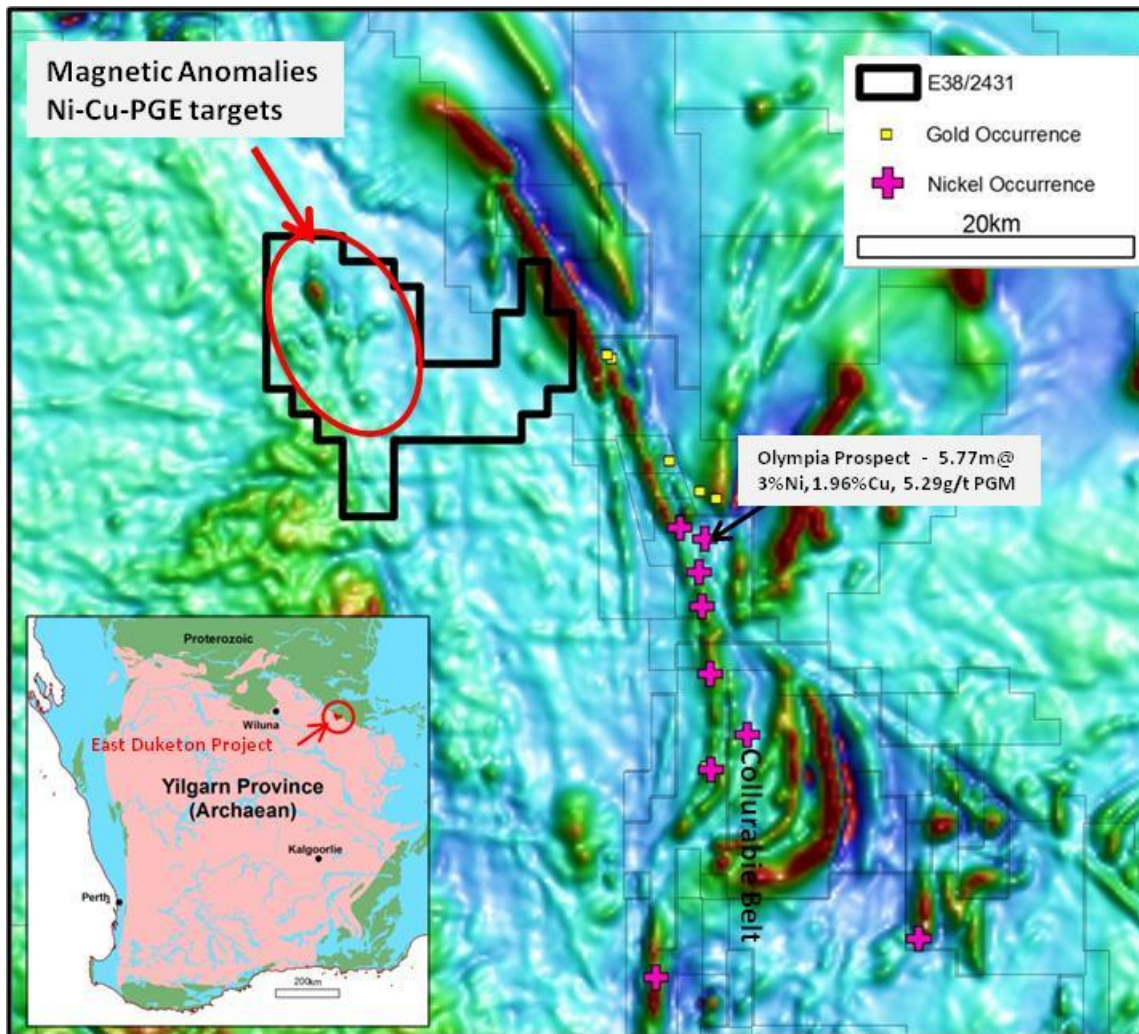 Magnetic Anomalies
Ni-Cu-PGE targets
E38/2431
Gold Occurrence
Nickel Occurrence
20km
Olympia Prospect - 5.77m@
3%Ni,1.96%Cu, 5.29g/t PGM
Collurabie Belt
Proterozoic
Wiluna
East Duketon Project
Yilgarn Province
(Archaean)
Kalgoorlie
Perth
200km